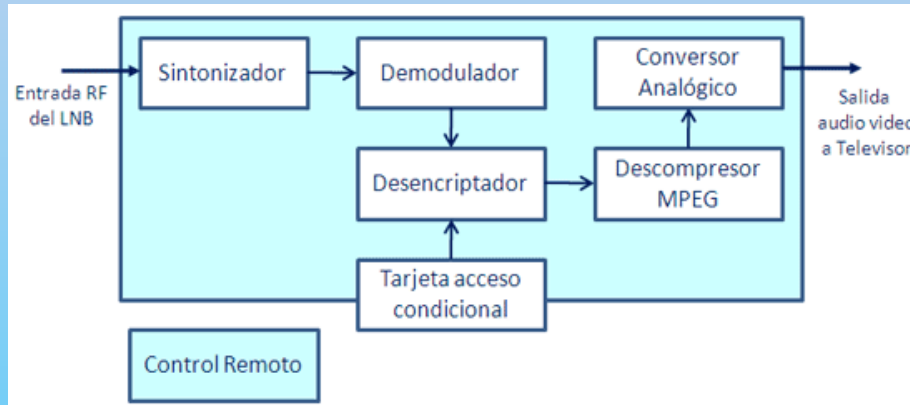 Entrada RF
del LNB
Sintonizador
Demodulador
Conversor
Analógico
Salida
audio video
a Televisor
Desencriptador
Descompresor
MPEG
Tarjeta acceso
condicional
Control Remoto